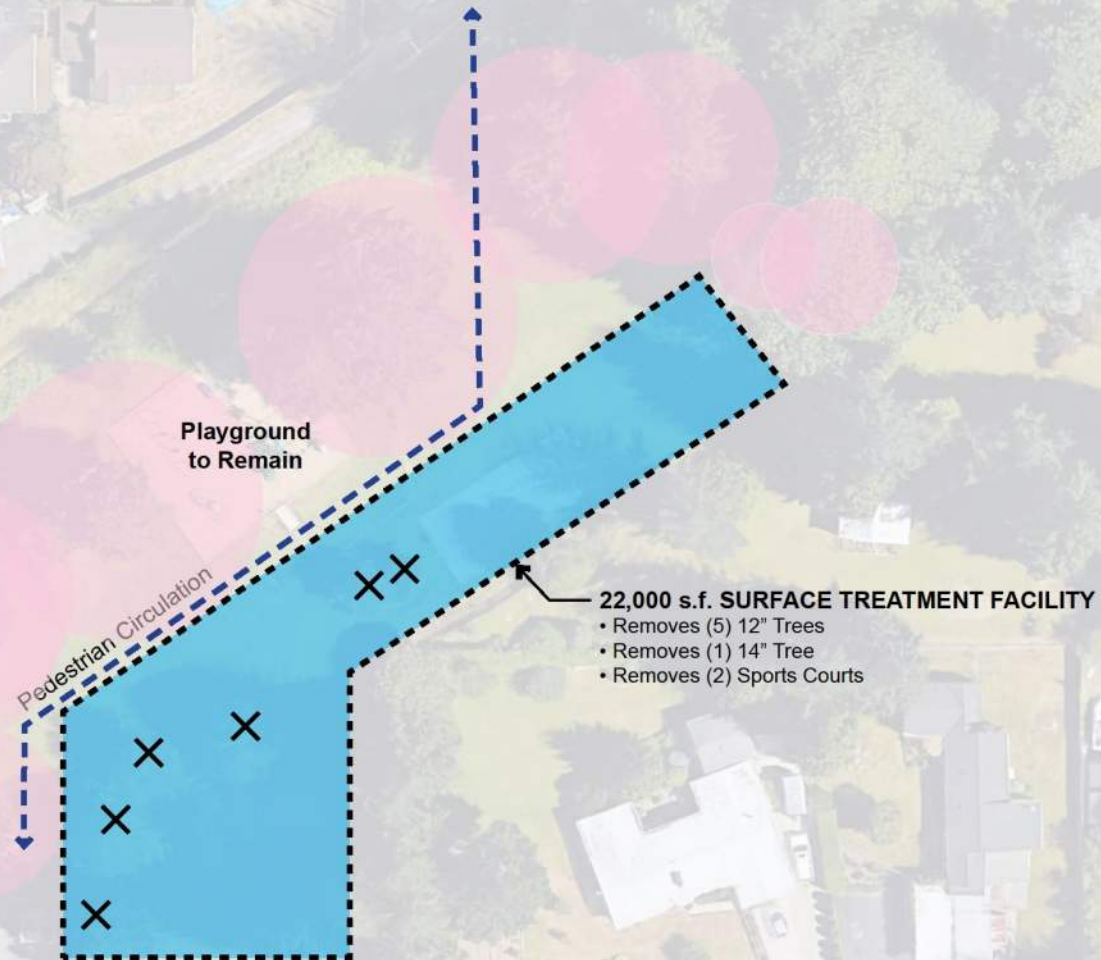 Playground
to Remain
Pedestrian Circulation
22,000 s.f. SURFACE TREATMENT FACILITY
• Removes (5) 12” Trees
• Removes (1) 14” Tree
• Removes (2) Sports Courts